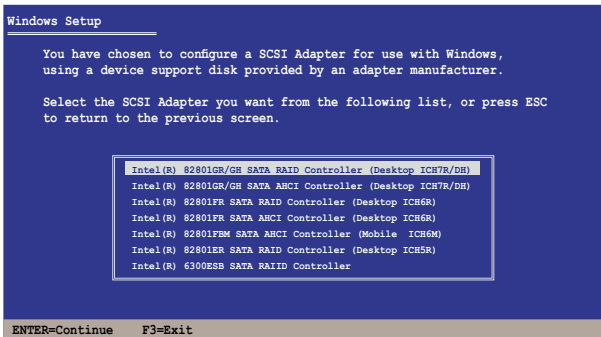 Windows Setup
You have chosen to configure a SCSI Adapter for use with Windows,
using a device support disk provided by an adapter manufacturer.
Select the SCSI Adapter you want from the following list, or press ESC
to return to the previous screen.
Intel(R) 82801GR/GH SATA RAID Controller (Desktop ICH7R/DH)
Intel(R) 82801GR/GH SATA AHCI Controller (Desktop ICH7R/DH)
Intel(R) 82801FR SATA RAID Controller (Desktop ICH6R)
Intel(R) 82801FR SATA AHCI Controller (Desktop ICH6R)
Intel(R) 82801FBM SATA AHCI Controller (Mobile ICH6M)
Intel(R) 82801ER SATA RAID Controller (Desktop ICH5R)
Intel(R) 6300ESB SATA RAIID Controller
ENTER=Continue F3=Exit